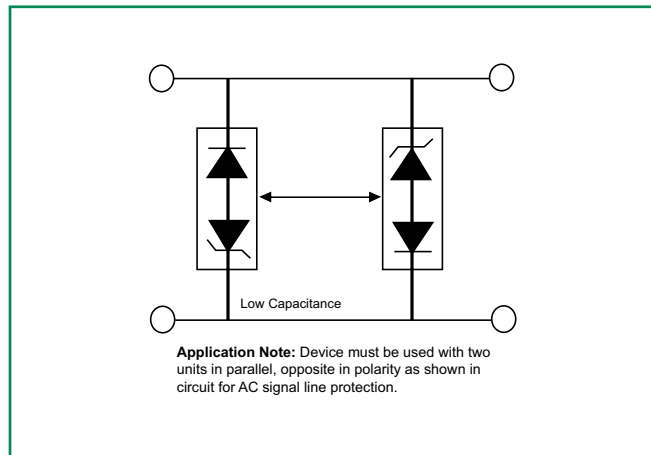 Low Capacitance
Application Note: Device must be used with two
units in parallel, opposite in polarity as shown in
circuit for AC signal line protection.